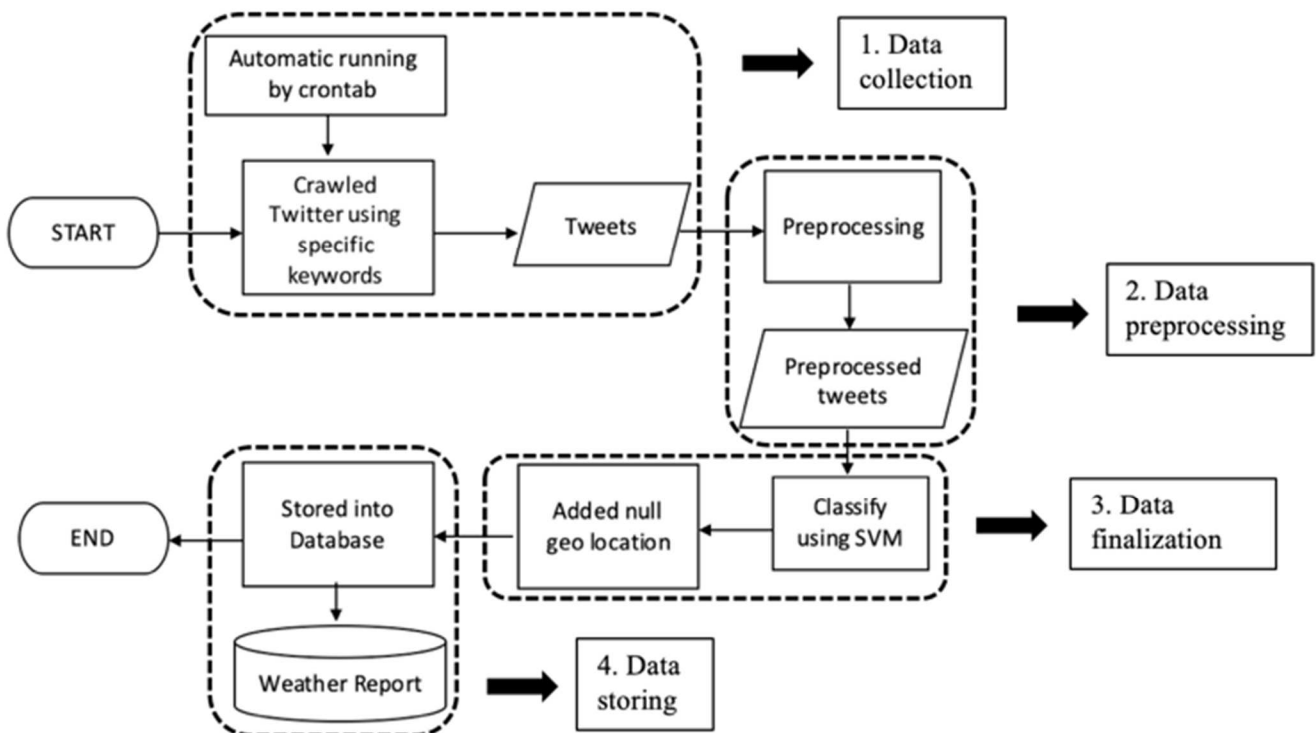 Automatic running
by crontab
1. Data
collection
START
Crawled
Twitter using
specific
keywords
Tweets
Preprocessing
2. Data
preprocessing
Preprocessed
tweets
END
Stored into
Database
Added null
geo location
Classify
using SVM
3. Data
finalization
Weather Report
4. Data
storing